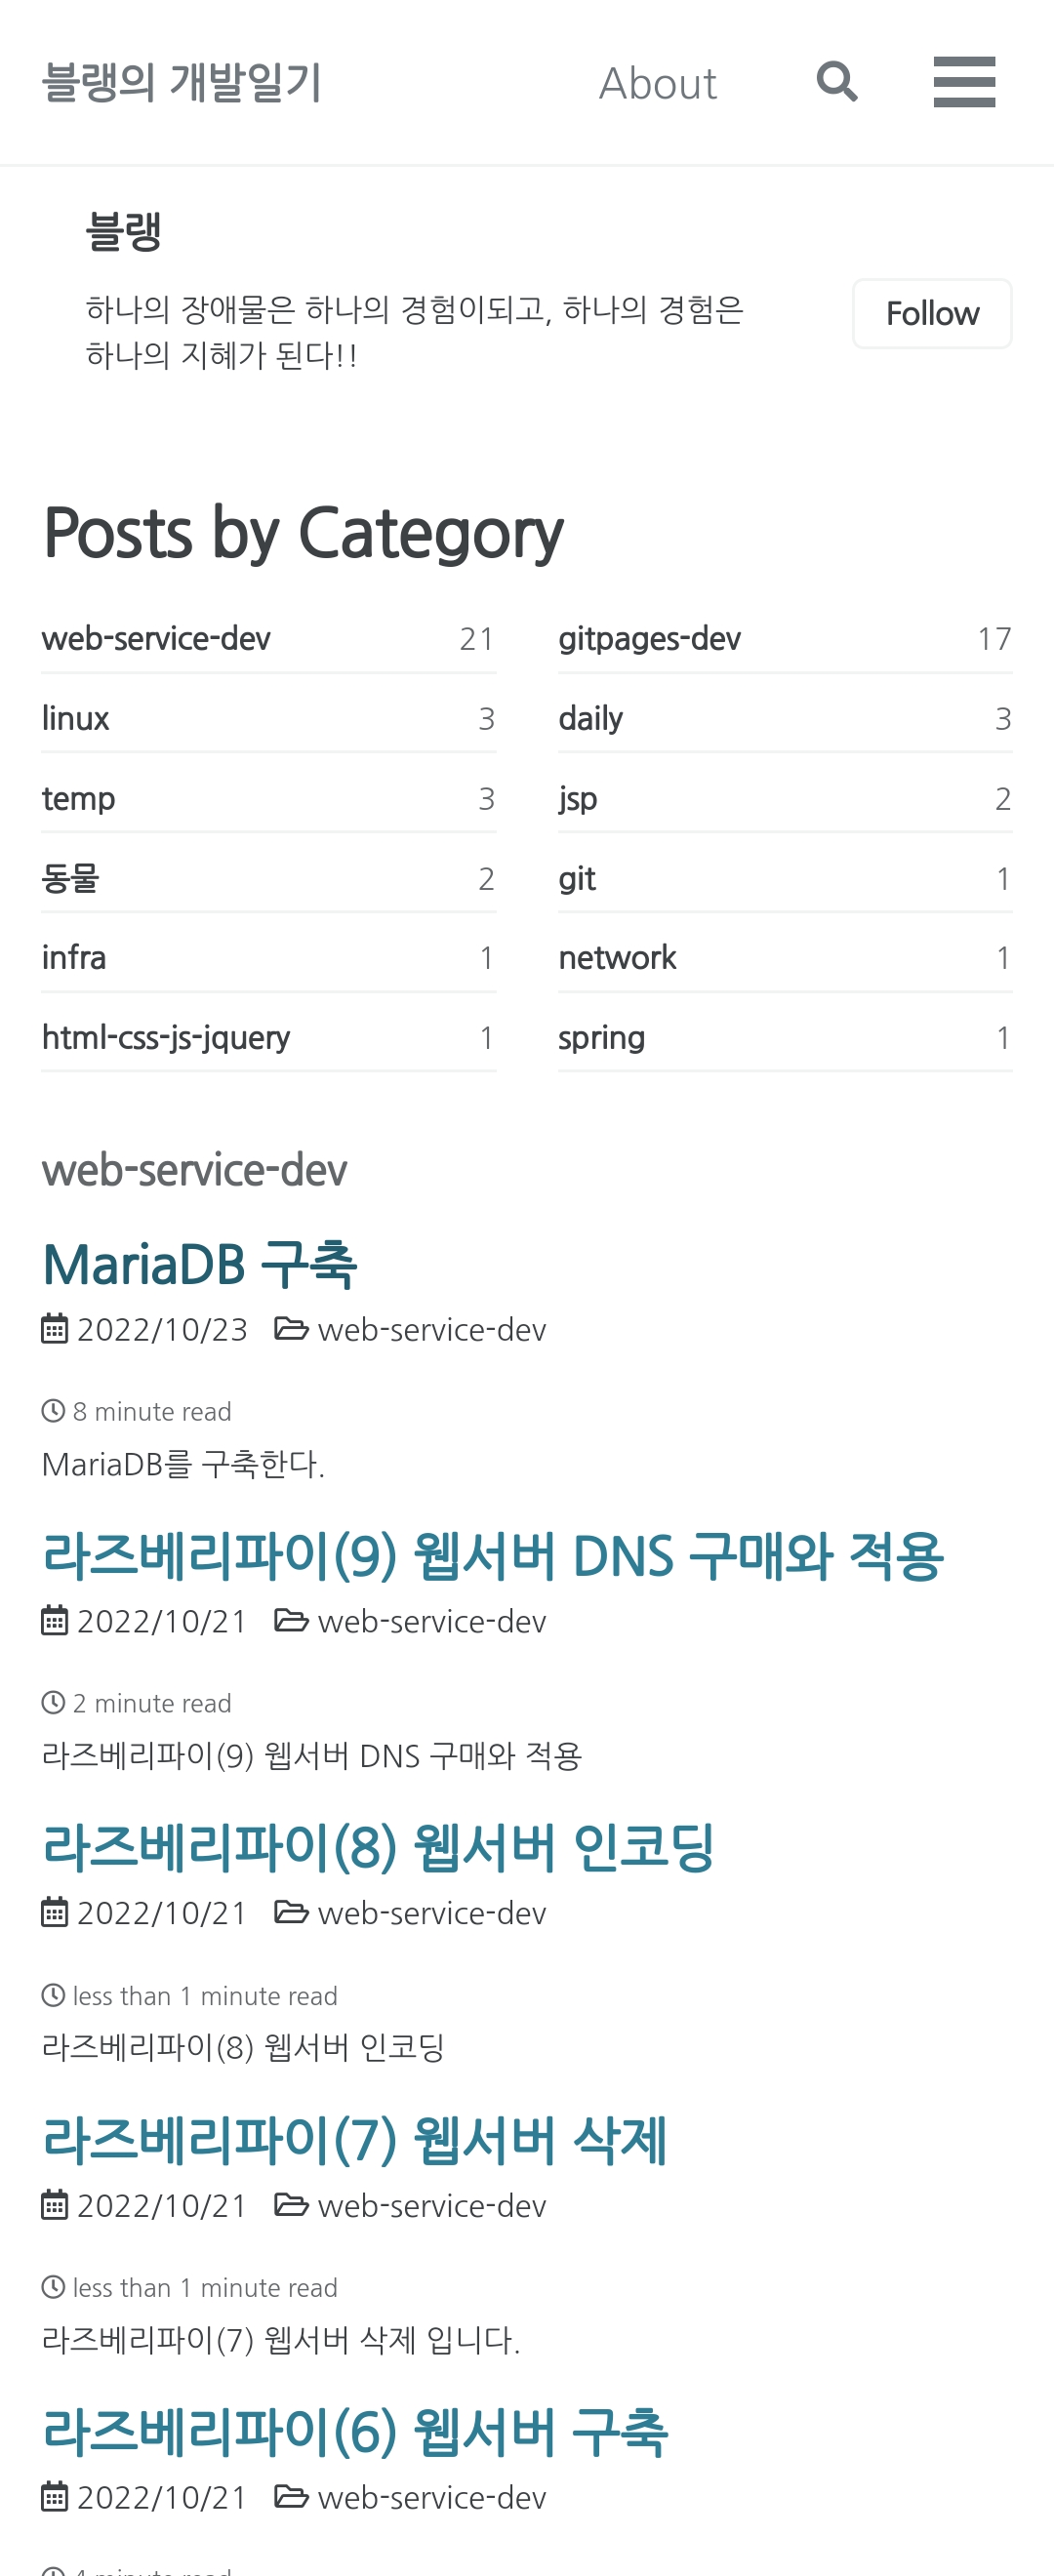 블랭의 개발일기 About
블랭
하나의 장애물은 하나의 경험이되고, 하나의 경험은
하나의 지혜가 된다!!
Follow
Posts by Category
web-service-dev 21 gitpages-dev 17
linux 3 daily 3
temp 3 jsp 2
동물 2 git 1
infra 1 network 1
html-css-js-jquery 1 spring 1
web-service-dev
MariaDB 구축
2022/10/23 web-service-dev
8 minute read
MariaDB를 구축한다.
라즈베리파이(9) 웹서버 DNS 구매와 적용
2022/10/21 web-service-dev
2 minute read
라즈베리파이(9) 웹서버 DNS 구매와 적용
라즈베리파이(8) 웹서버 인코딩
2022/10/21 web-service-dev
less than 1 minute read
라즈베리파이(8) 웹서버 인코딩
라즈베리파이(7) 웹서버 삭제
2022/10/21 web-service-dev
less than 1 minute read
라즈베리파이(7) 웹서버 삭제 입니다.
라즈베리파이(6) 웹서버 구축
2022/10/21 web-service-dev
4 minute read